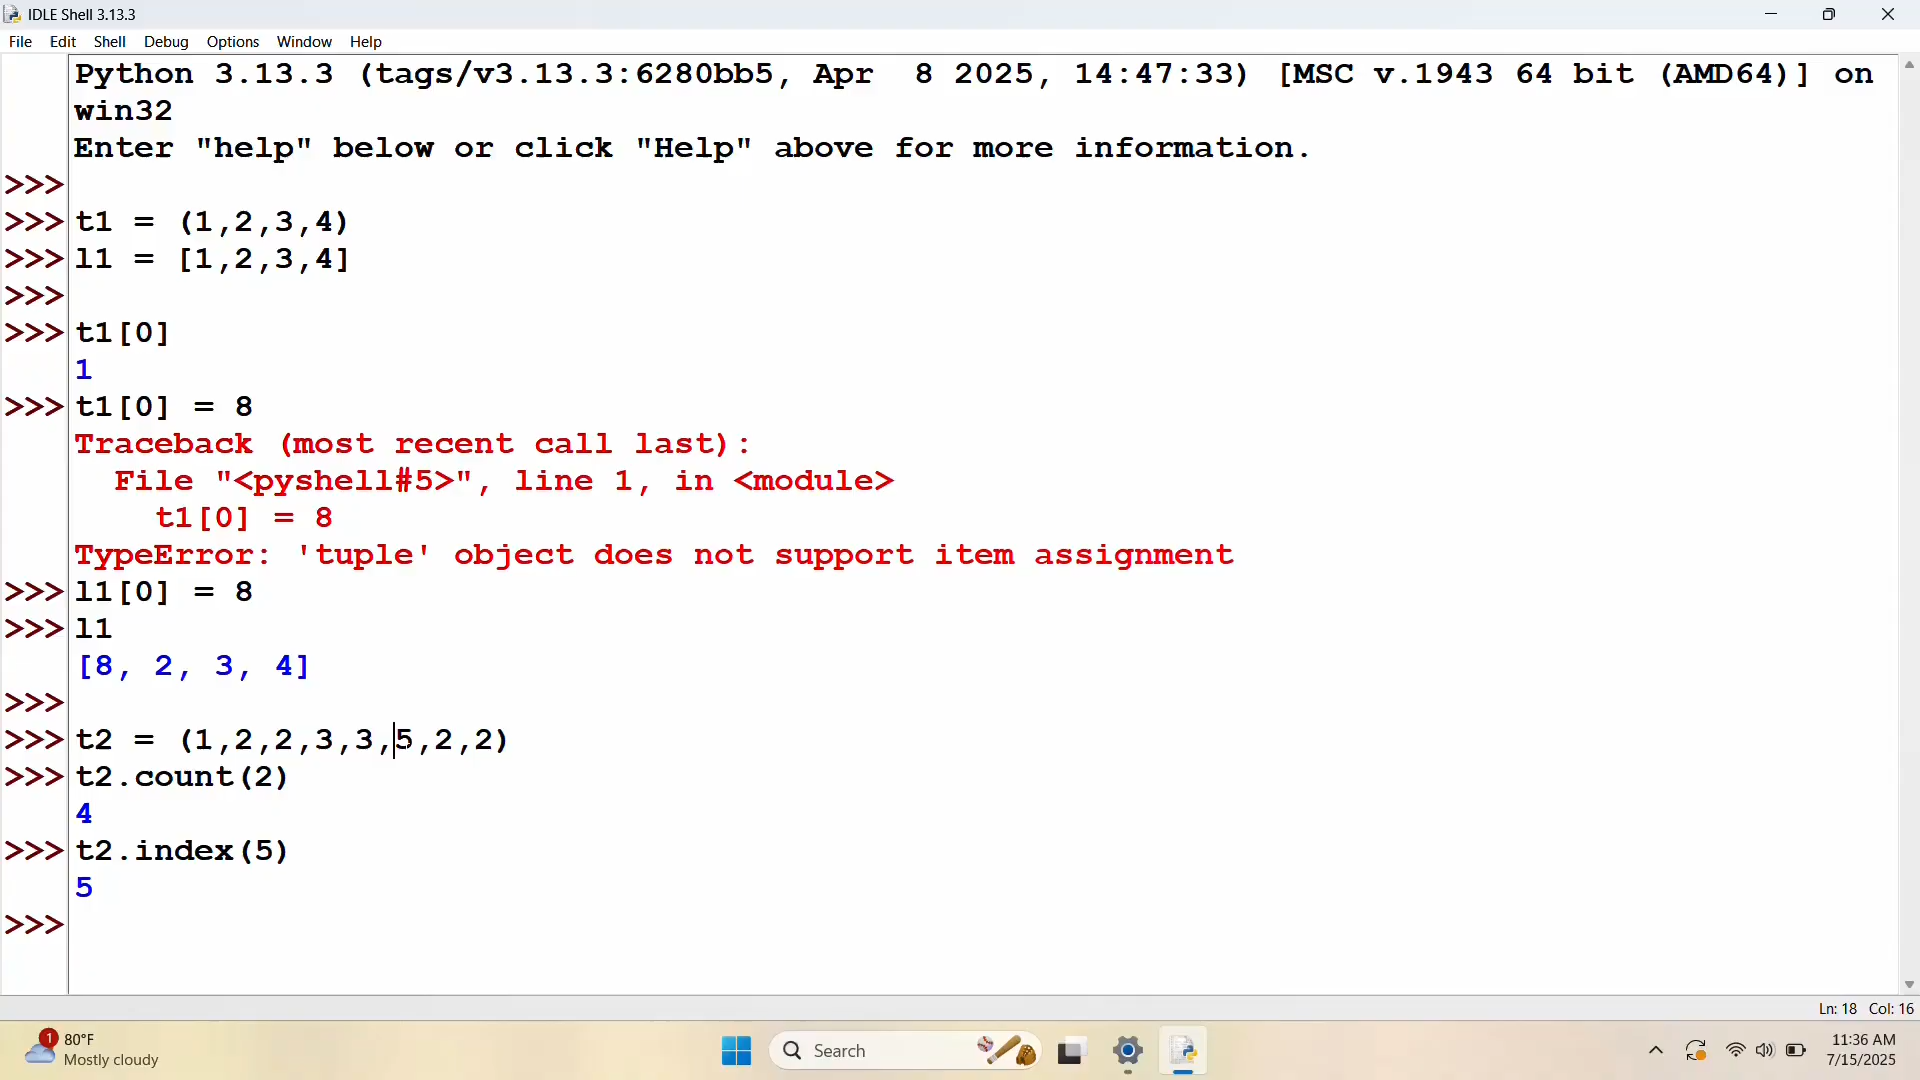 IDLE Shell 3.13.3
File Edit Shell Debug Options Window Help
Python 3.13.3 (tags/v3.13.3:6280bb5, Apr  8 2025, 14:47:33) [MSC v.1943 64 bit (AMD64)] on
win32
Enter "help" below or click "Help" above for more information.
>>>
>>> t1 = (1,2,3,4)
>>> l1 = [1,2,3,4]
>>>
>>> t1[0]
1
>>> t1[0] = 8
Traceback (most recent call last):
  File "<pyshell#5>", line 1, in <module>
    t1[0] = 8
TypeError: 'tuple' object does not support item assignment
>>> l1[0] = 8
>>> l1
[8, 2, 3, 4]
>>>
>>> t2 = (1,2,2,3,3,5,2,2)
>>> t2.count(2)
4
>>> t2.index(5)
5
>>>
Ln: 18 Col: 16
1
80°F
Mostly cloudy
Search
11:36 AM
7/15/2025